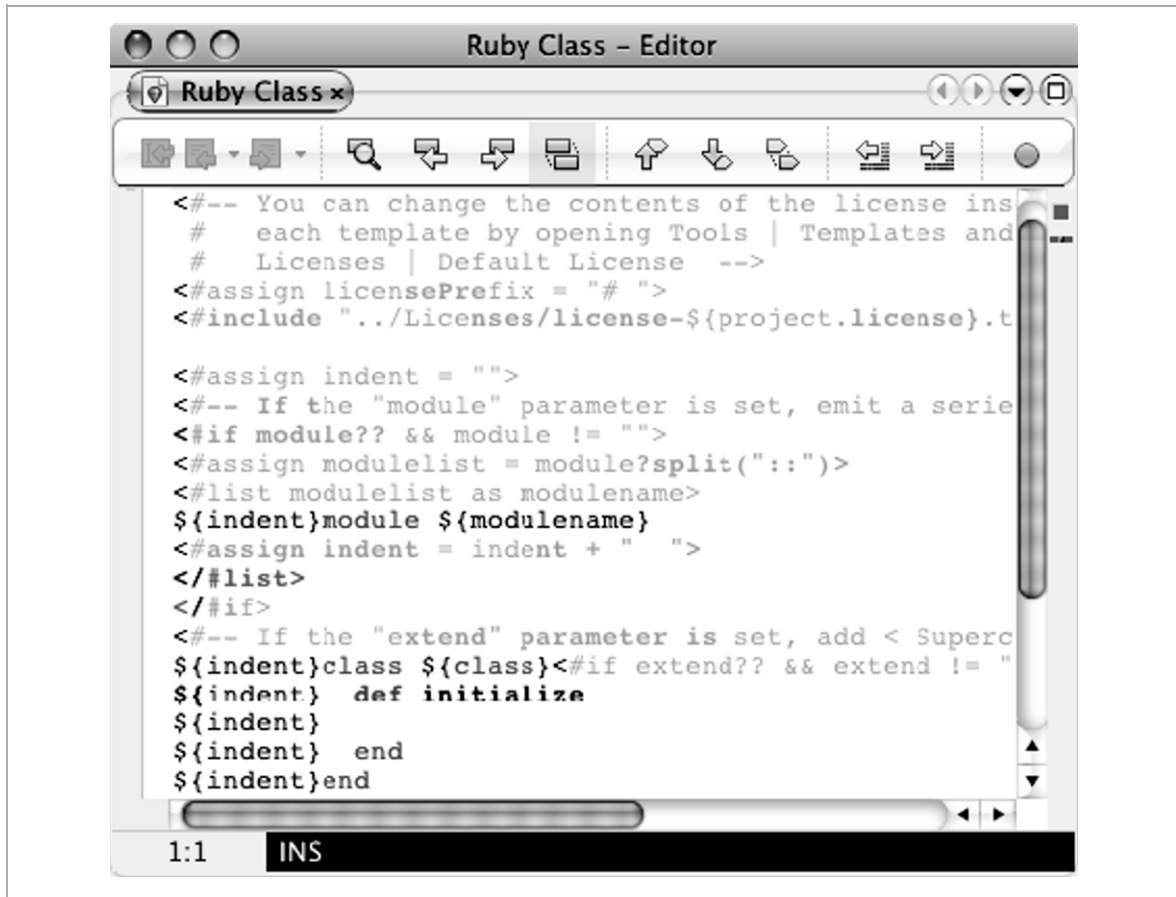 Ruby Class – Editor
Ruby Class ×
<#-- You can change the contents of the license ins
 #   each template by opening Tools | Templates and
 #   Licenses | Default License  -->
<#assign licensePrefix = "# ">
<#include "../Licenses/license-${project.license}.t

<#assign indent = "">
<#-- If the "module" parameter is set, emit a serie
<#if module?? && module != "">
<#assign modulelist = module?split("::")>
<#list modulelist as modulename>
${indent}module ${modulename}
<#assign indent = indent + "  ">
</#list>
</#if>
<#-- If the "extend" parameter is set, add < Superc
${indent}class ${class}<#if extend?? && extend != "
${indent}  def initialize
${indent}
${indent}  end
${indent}end
1:1 INS